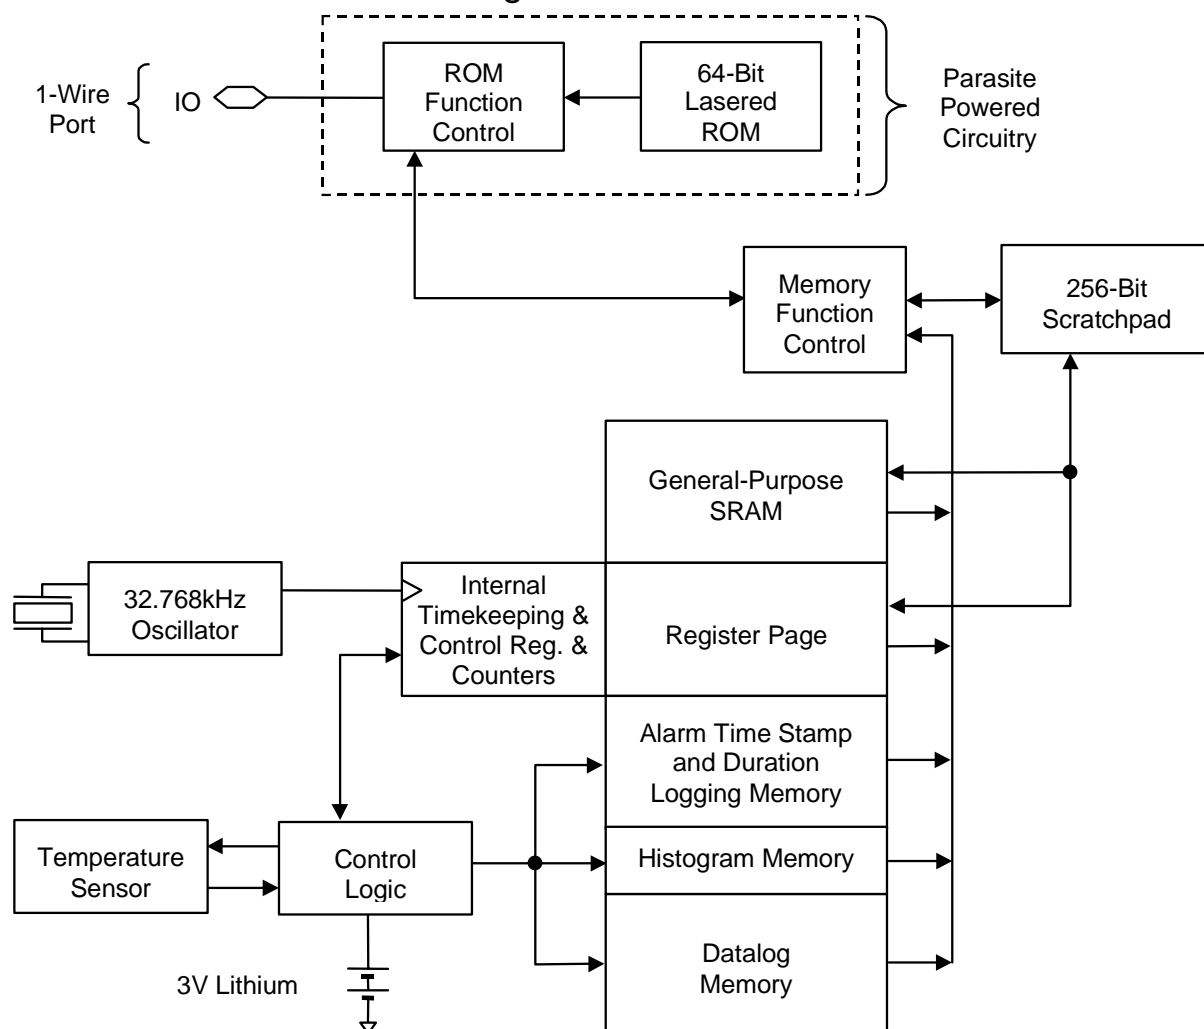 1-Wire
Port
IO
ROM
Function
Control
64-Bit
Lasered
ROM
Parasite
Powered
Circuitry
Memory
Function
Control
256-Bit
Scratchpad
General-Purpose
SRAM
32.768kHz
Oscillator
Internal
Timekeeping &
Control Reg. &
Counters
Register Page
Alarm Time Stamp
and Duration
Logging Memory
Temperature
Sensor
Control
Logic
Histogram Memory
Datalog
Memory
3V Lithium